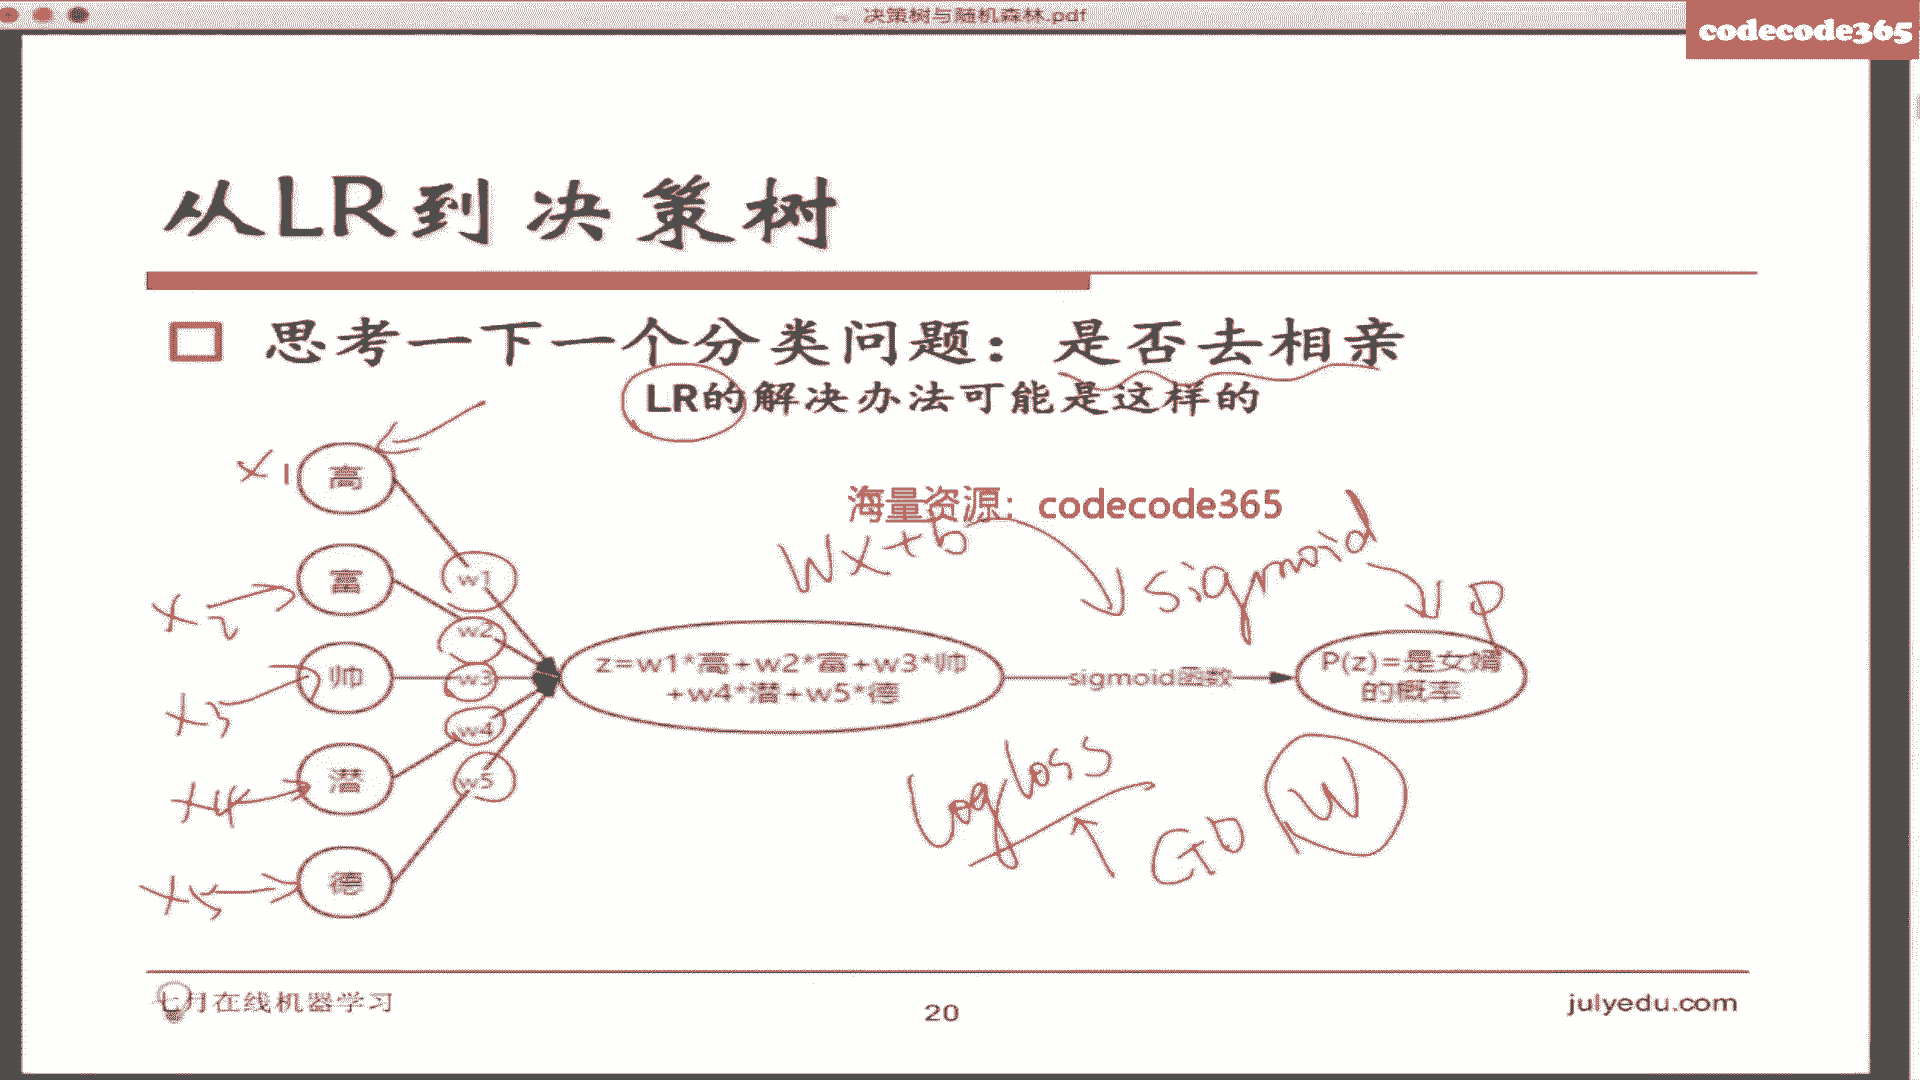 决策树与随机森林.pdf
codecode365
从LR到决策树
思考一下一个分类问题：是否去相亲
LR的解决办法可能是这样的
海量资源：codecode365
x1
高
富
x2
帅
x3
潜
x4
德
x5
w1
w2
w3
w4
w5
Wx+b
sigmoid
P
z=w1*高+w2*富+w3*帅
+w4*潜+w5*德
sigmoid函数
P(z)=是女婿
的概率
logloss
GD
W
七月在线机器学习
20
julyedu.com